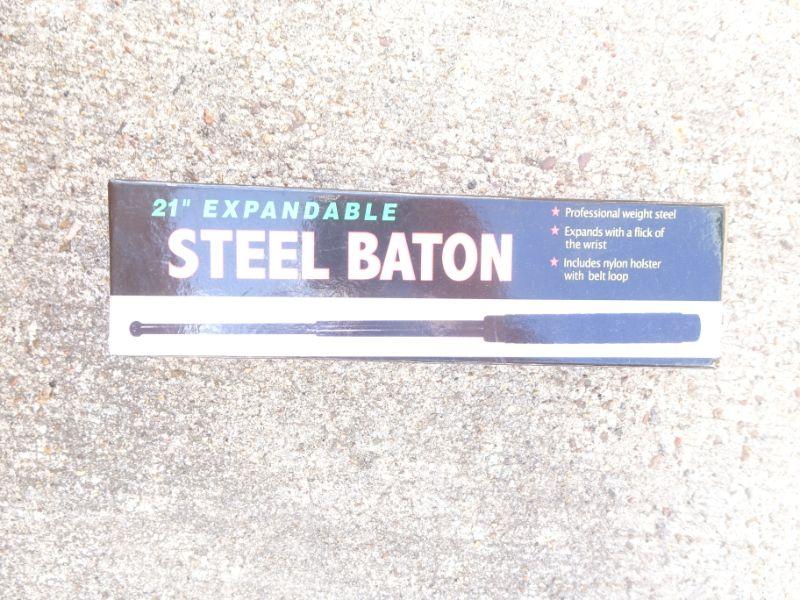 21" EXPANDABLE
STEEL BATON
Professional weight steel
Expands with a flick of
the wrist
Includes nylon holster
with belt loop